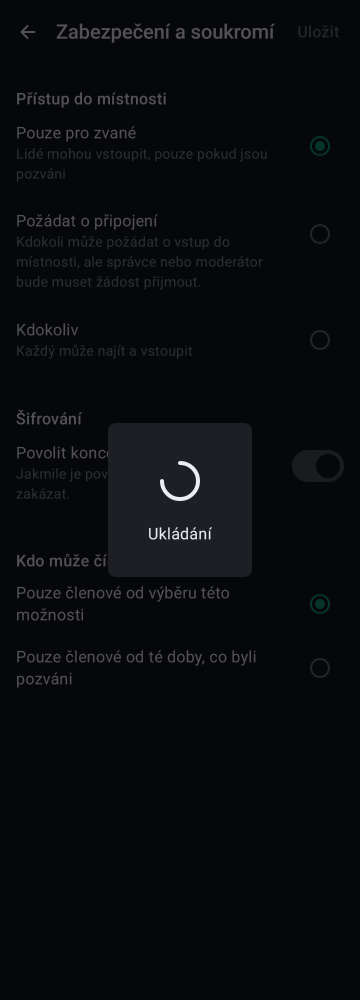 Zabezpečení a soukromí
Uložit
Přístup do místnosti
Pouze pro zvané
Lidé mohou vstoupit, pouze pokud jsou
pozváni
Požádat o připojení
Kdokoli může požádat o vstup do
místnosti, ale správce nebo moderátor
bude muset žádost přijmout.
Kdokoliv
Každý může najít a vstoupit
Šifrování
Povolit konc
Jakmile je pov
zakázat.
Ukládání
Kdo může čí
Pouze členové od výběru této
možnosti
Pouze členové od té doby, co byli
pozváni